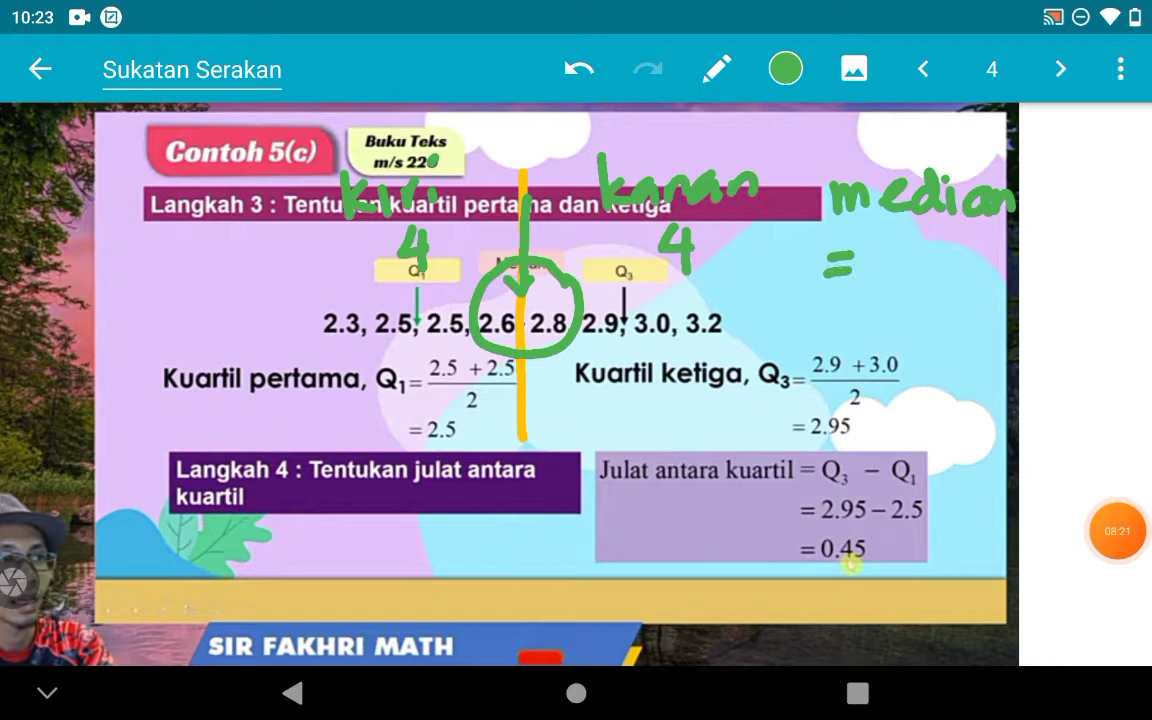 10:23
Sukatan Serakan
4
Contoh 5(c)
Buku Teks
m/s 220
kiri
kanan
median
Langkah 3 : Tentukan kuartil pertama dan ketiga
4
4
=
Q1
Q3
2.3, 2.5, 2.5, 2.6 2.8 2.9, 3.0, 3.2
Kuartil pertama, Q1 = 2.5 + 2.5 / 2
= 2.5
Kuartil ketiga, Q3 = 2.9 + 3.0 / 2
= 2.95
Langkah 4 : Tentukan julat antara
kuartil
Julat antara kuartil = Q3 − Q1
= 2.95 − 2.5
= 0.45
08:21
SIR FAKHRI MATH